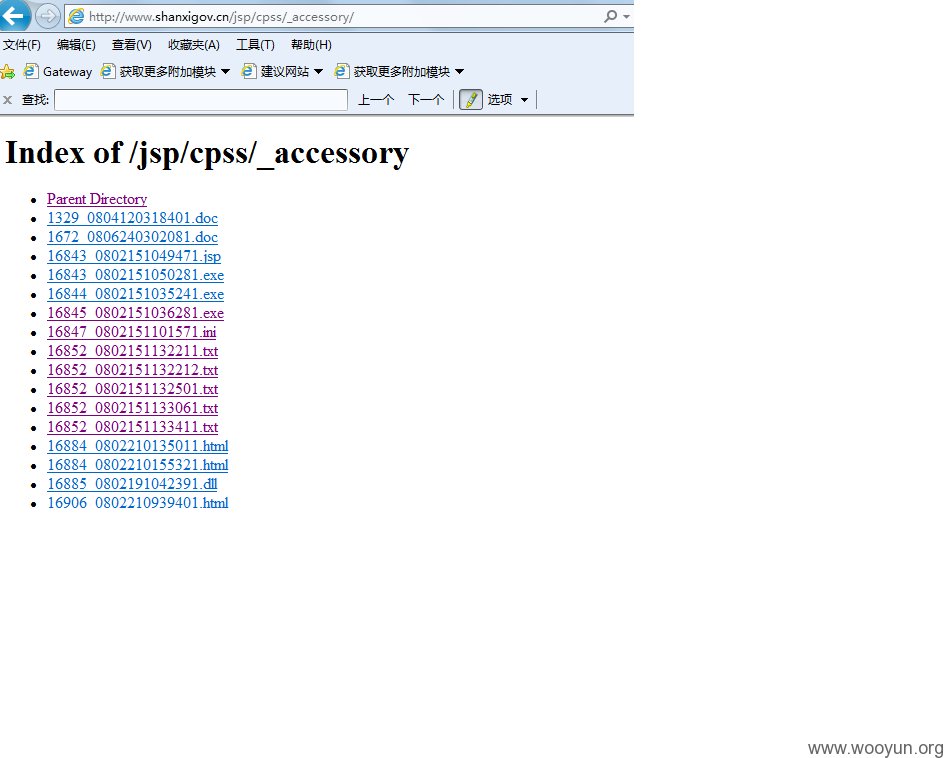 http://www.shanxigov.cn/jsp/cpss/_accessory/
文件(F) 编辑(E) 查看(V) 收藏夹(A) 工具(T) 帮助(H)
Gateway 获取更多附加模块 建议网站 获取更多附加模块
x 查找: 上一个 下一个 选项
Index of /jsp/cpss/_accessory
Parent Directory
1329_0804120318401.doc
1672_0806240302081.doc
16843_0802151049471.jsp
16843_0802151050281.exe
16844_0802151035241.exe
16845_0802151036281.exe
16847_0802151101571.ini
16852_0802151132211.txt
16852_0802151132212.txt
16852_0802151132501.txt
16852_0802151133061.txt
16852_0802151133411.txt
16884_0802210135011.html
16884_0802210155321.html
16885_0802191042391.dll
16906_0802210939401.html
www.wooyun.org